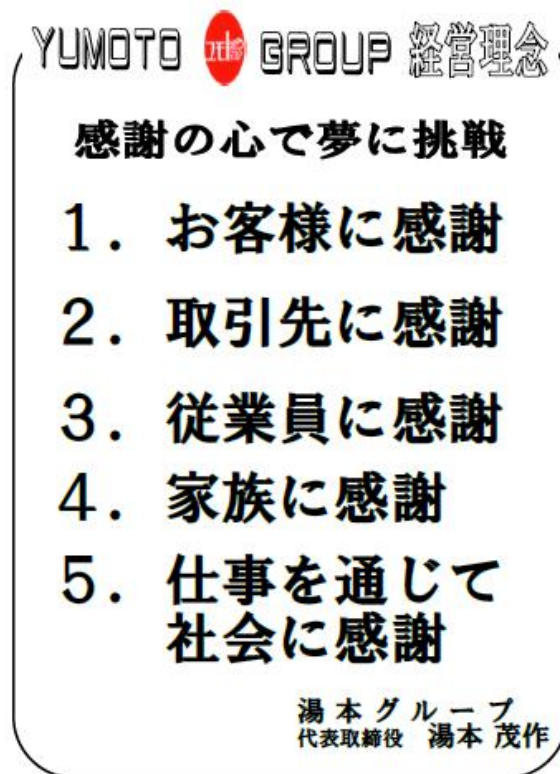 YUMOTO ユモト GROUP 経営理念
感謝の心で夢に挑戦
1. お客様に感謝
2. 取引先に感謝
3. 従業員に感謝
4. 家族に感謝
5. 仕事を通じて
社会に感謝
湯本グループ
代表取締役 湯本 茂作